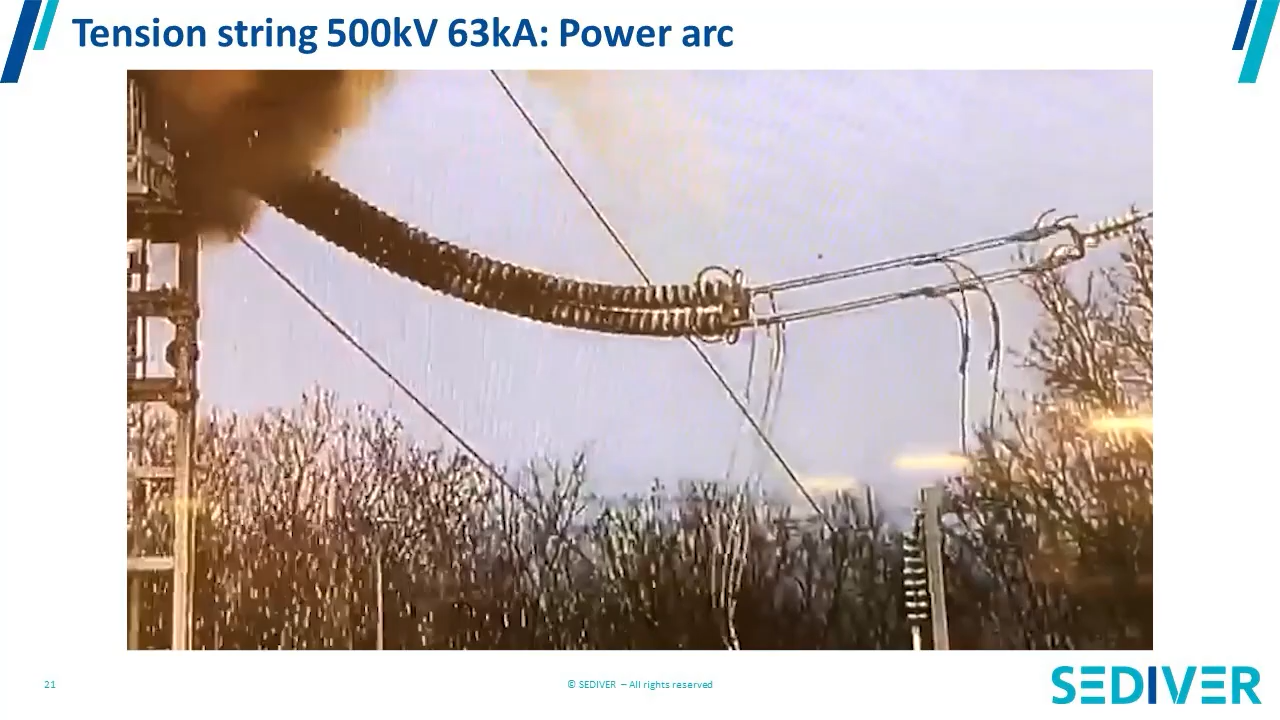 Tension string 500kV 63kA: Power arc
21
© SEDIVER – All rights reserved
SEDIVER